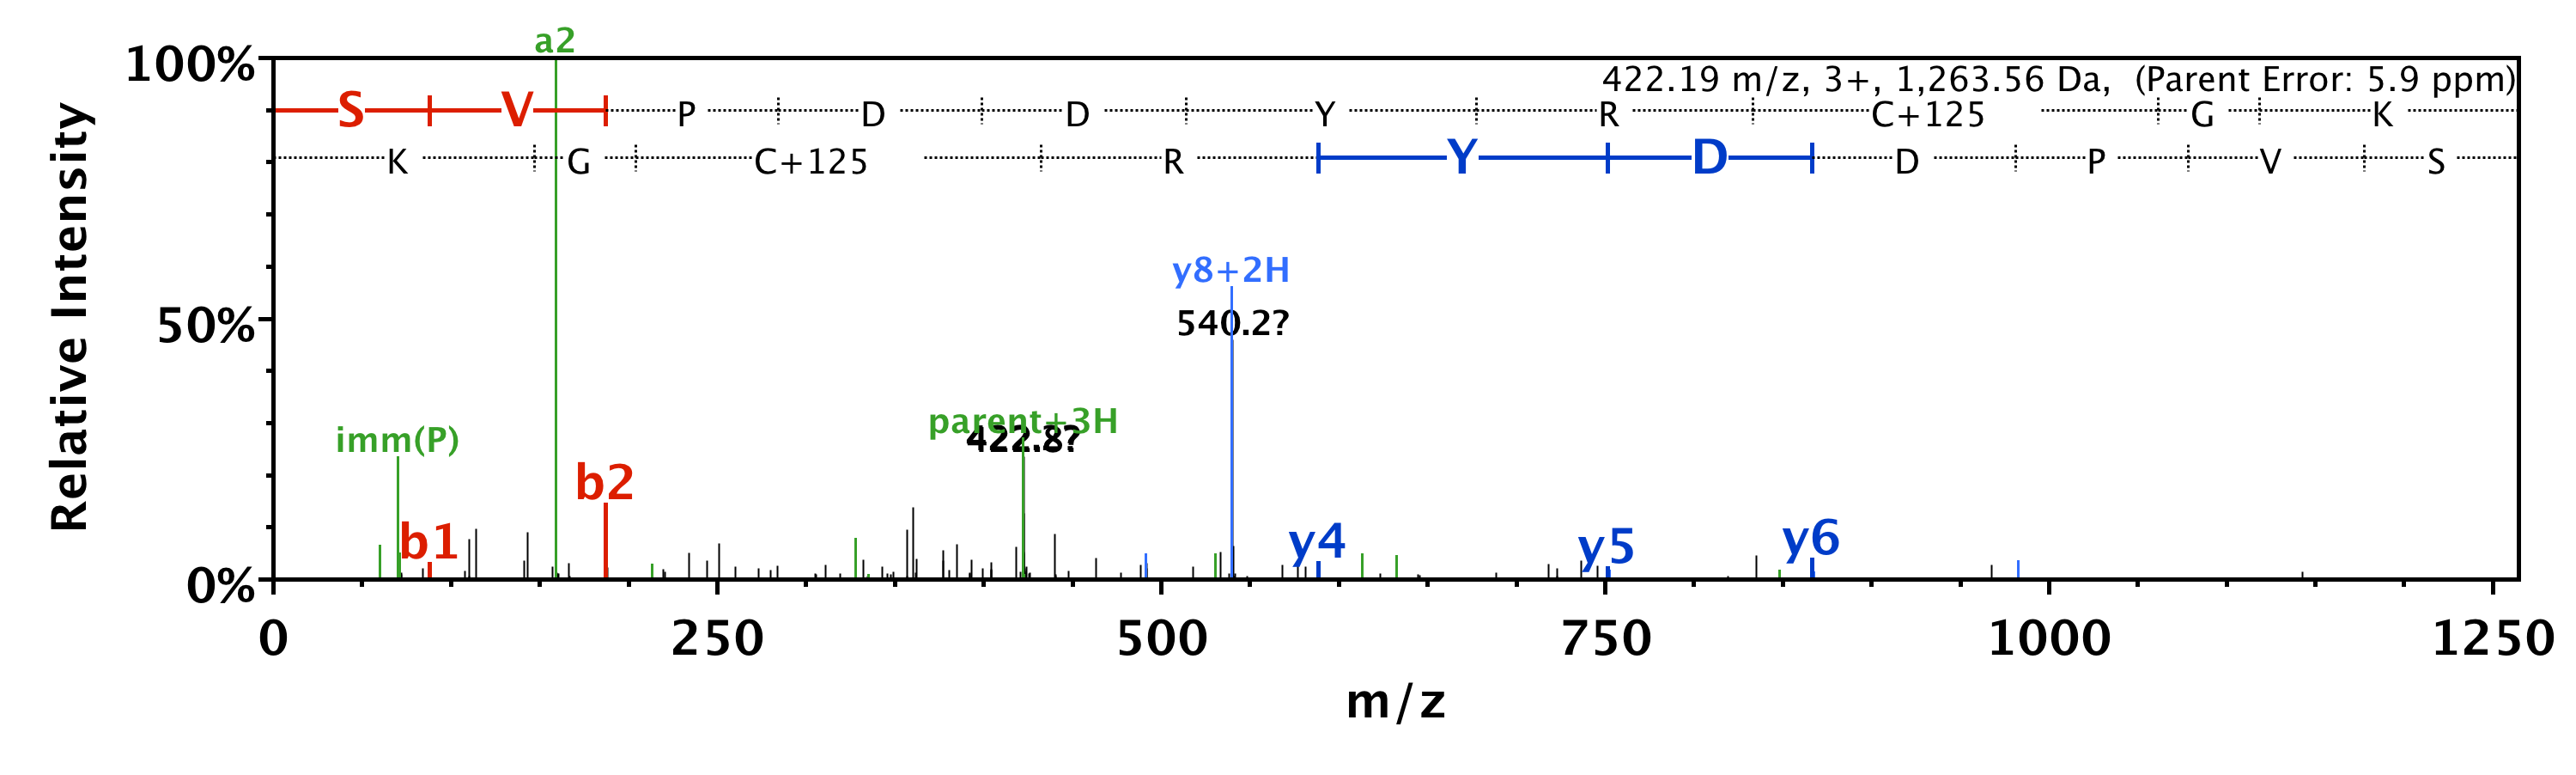 a2
100%
422.19 m/z, 3+, 1,263.56 Da, (Parent Error: 5.9 ppm)
S V P D D Y R C+125 G K
K G C+125 R Y D D P V S
Relative Intensity
y8+2H
50%
540.2?
parent+3H
imm(P)
422.8?
b2
b1
y4
y5
y6
0%
0 250 500 750 1000 1250
m/z